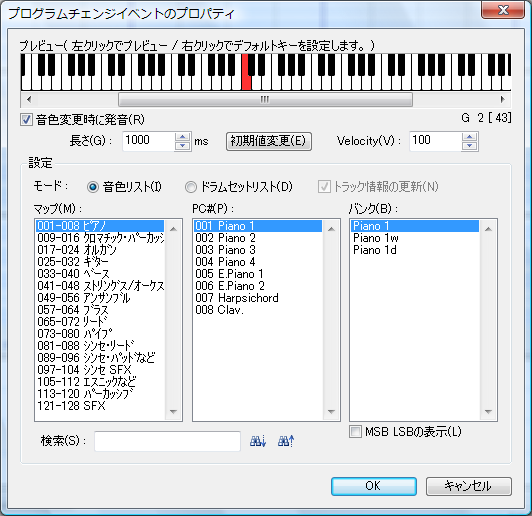 プログラムチェンジイベントのプロパティ
プレビュー( 左クリックでプレビュー / 右クリックでデフォルトキーを設定します。)
音色変更時に発音(R)
G 2 [ 43]
長さ(G) : 1000 ms 初期値変更(E) Velocity(V) : 100
設定
モード : 音色リスト(I) ドラムセットリスト(D) トラック情報の更新(N)
マップ(M) :
001-008 ピアノ
009-016 クロマチック・パーカッシ
017-024 オルガン
025-032 ギター
033-040 ベース
041-048 ストリングス/オーケス
049-056 アンサンブル
057-064 ブラス
065-072 リード
073-080 パイプ
081-088 シンセ・リード
089-096 シンセ・パッドなど
097-104 シンセ SFX
105-112 エスニックなど
113-120 パーカッシブ
121-128 SFX
PC#(P) :
001 Piano 1
002 Piano 2
003 Piano 3
004 Piano 4
005 E.Piano 1
006 E.Piano 2
007 Harpsichord
008 Clav.
バンク(B) :
Piano 1
Piano 1w
Piano 1d
MSB LSBの表示(L)
検索(S) :
OK キャンセル